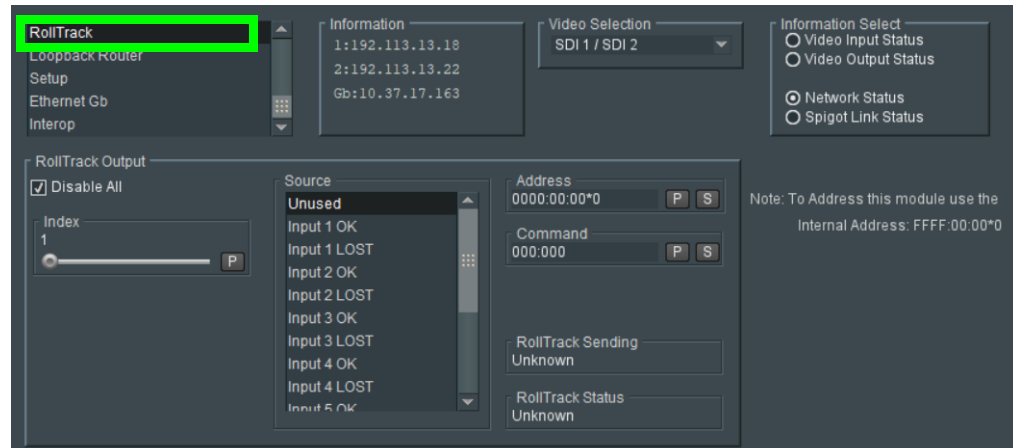 RollTrack
Loopback Router
Setup
Ethernet Gb
Interop
Information
1:192.113.13.18
2:192.113.13.22
Gb:10.37.17.163
Video Selection
SDI 1 / SDI 2
Information Select
Video Input Status
Video Output Status
Network Status
Spigot Link Status
RollTrack Output
Disable All
Index
1
P
Source
Unused
Input 1 OK
Input 1 LOST
Input 2 OK
Input 2 LOST
Input 3 OK
Input 3 LOST
Input 4 OK
Input 4 LOST
Input 5 OK
Address
0000:00:00*0 P S
Command
000:000 P S
RollTrack Sending
Unknown
RollTrack Status
Unknown
Note: To Address this module use the
Internal Address: FFFF:00:00*0